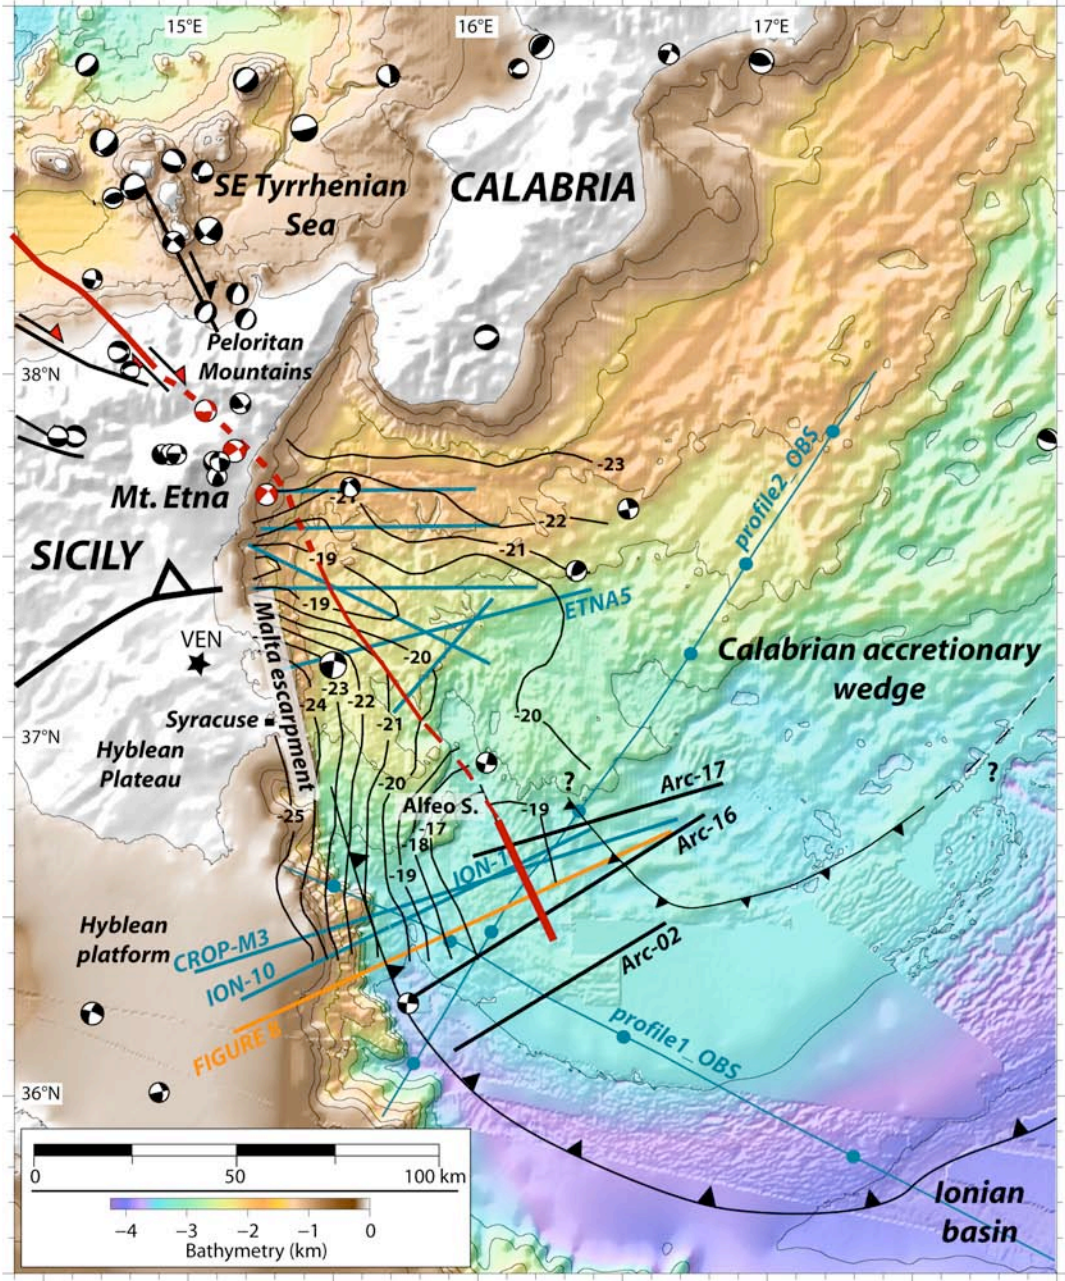 15°E
16°E
17°E
SE Tyrrhenian
Sea
CALABRIA
Peloritan
Mountains
38°N
-23
Mt. Etna
-22
-21
SICILY
-19
ETNA5
-19
profile2_OBS
VEN
Malta escarpment
-20
Calabrian accretionary
wedge
-23
-24
-22
-21
-20
Syracuse
37°N
Hyblean
Plateau
-20
?
?
Arc-17
Alfeo S.
-19
-25
-17
-18
Arc-16
ION-1
-19
Hyblean
platform
CROP-M3
ION-10
Arc-02
FIGURE 8
profile1_OBS
36°N
0
50
100 km
−4
−3
−2
−1
0
Bathymetry (km)
Ionian
basin